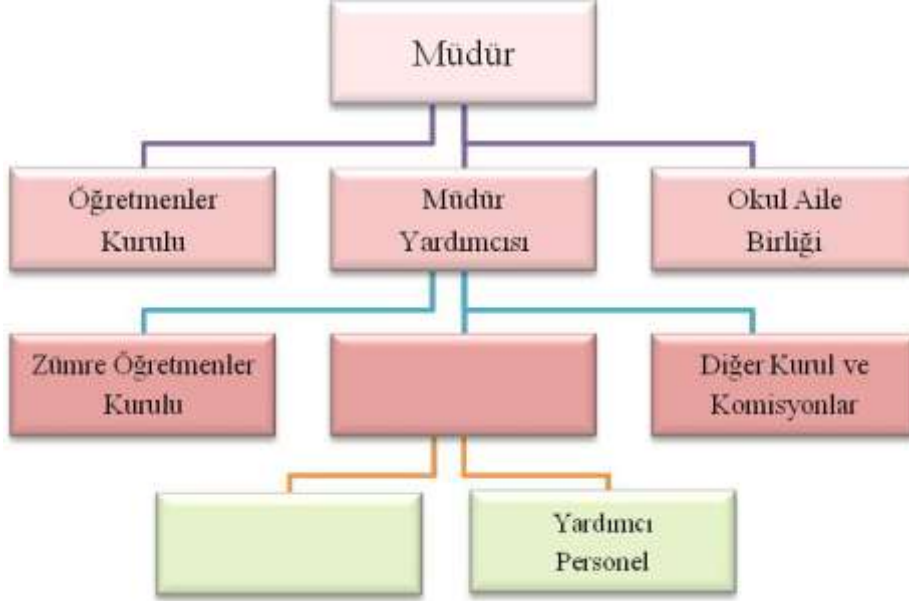 Müdür
Öğretmenler
Kurulu
Müdür
Yardımcısı
Okul Aile
Birliği
Zümre Öğretmenler
Kurulu
Diğer Kurul ve
Komisyonlar
Yardımcı
Personel